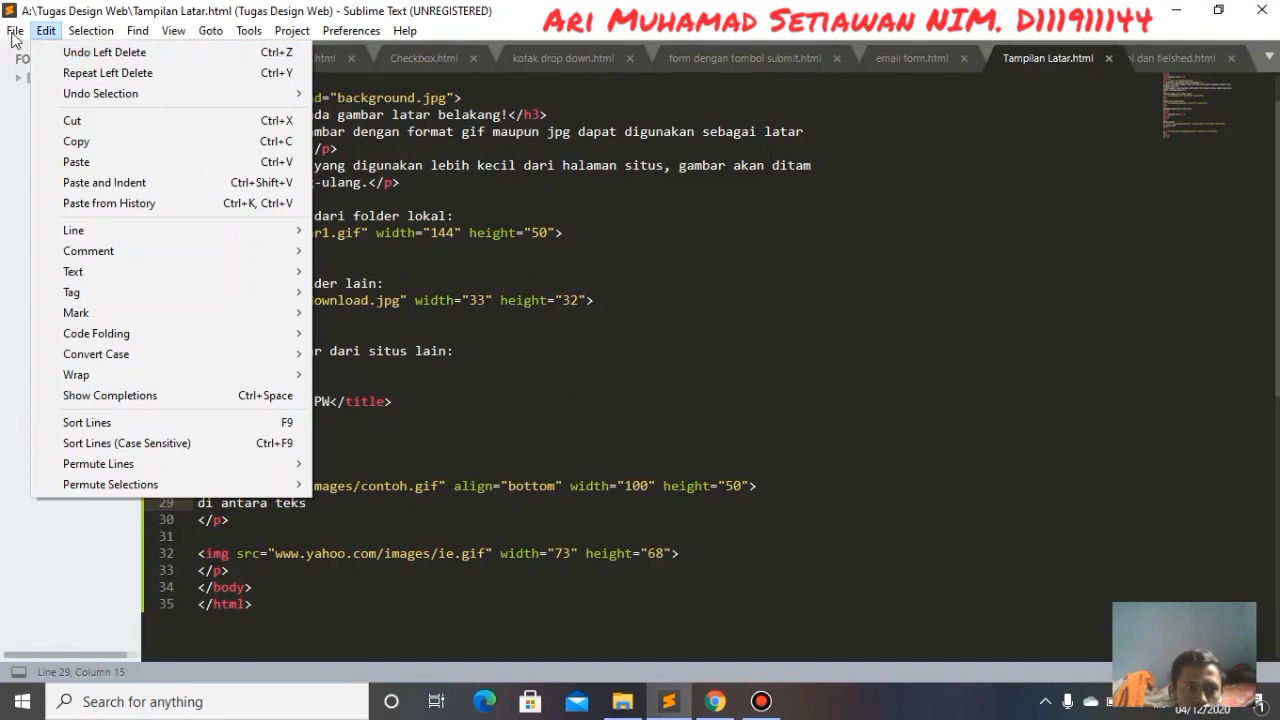 A:\Tugas Design Web\Tampilan Latar.html (Tugas Design Web) - Sublime Text (UNREGISTERED)
Ari Muhamad Setiawan NIM. D111911144
File Edit Selection Find View Goto Tools Project Preferences Help
FO
.html Checkbox.html kotak drop down.html form dengan tombol submit.html email form.html Tampilan Latar.html dan fielshed.html
Undo Left Delete Ctrl+Z
Repeat Left Delete Ctrl+Y
Undo Selection
Cut Ctrl+X
Copy Ctrl+C
Paste Ctrl+V
Paste and Indent Ctrl+Shift+V
Paste from History Ctrl+K, Ctrl+V
Line
Comment
Text
Tag
Mark
Code Folding
Convert Case
Wrap
Show Completions Ctrl+Space
Sort Lines F9
Sort Lines (Case Sensitive) Ctrl+F9
Permute Lines
Permute Selections
d="background.jpg">
da gambar latar belatang!</h3>
mbar dengan format gif maupun jpg dapat digunakan sebagai latar
</p>
yang digunakan lebih kecil dari halaman situs, gambar akan ditam
g-ulang.</p>
dari folder lokal:
r1.gif" width="144" height="50">
der lain:
ownload.jpg" width="33" height="32">
r dari situs lain:
PW</title>
mages/contoh.gif" align="bottom" width="100" height="50">
29 di antara teks
30 </p>
31
32 <img src="www.yahoo.com/images/ie.gif" width="73" height="68">
33 </p>
34 </body>
35 </html>
Line 29, Column 15
Search for anything
04/12/2020
1